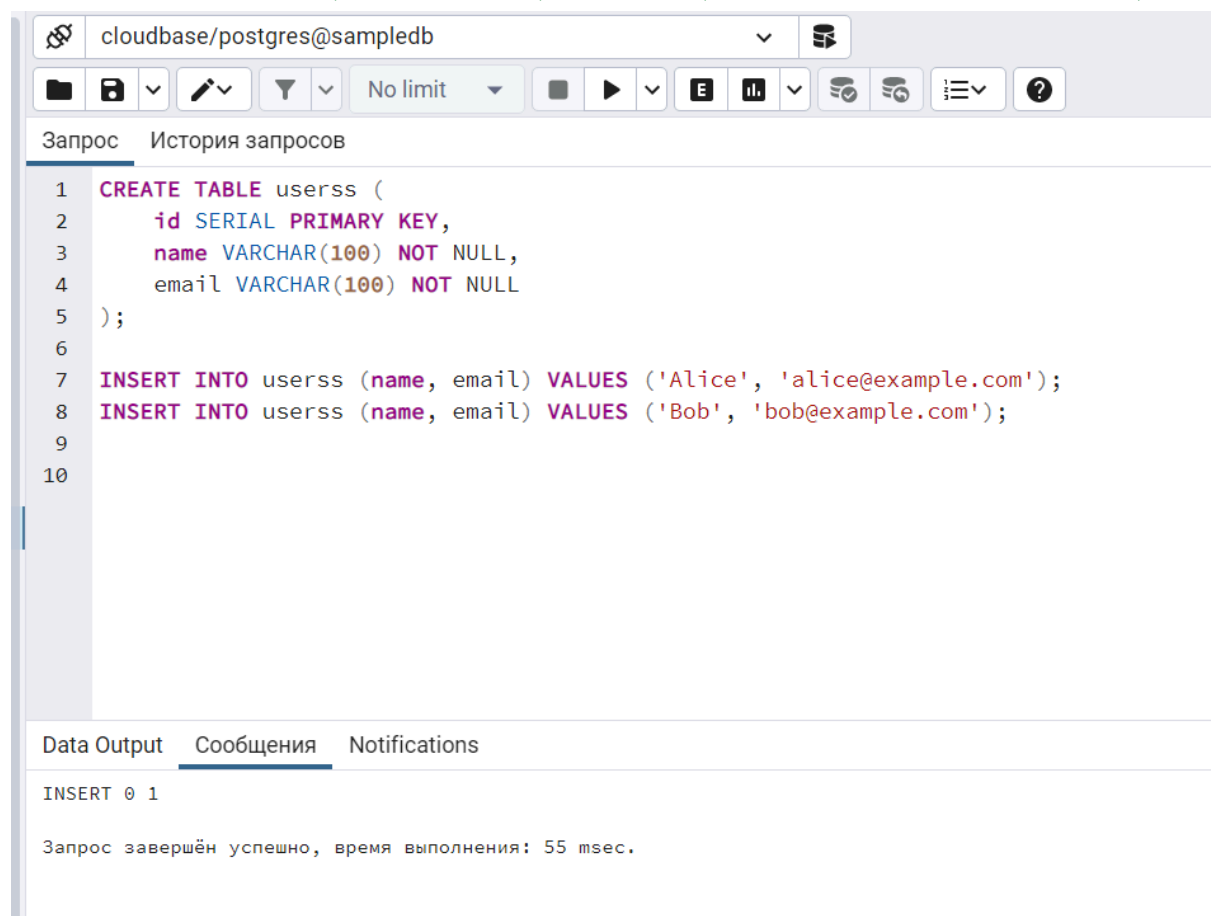 cloudbase/postgres@sampledb
No limit
E
Запрос История запросов
1 CREATE TABLE userss (
2 id SERIAL PRIMARY KEY,
3 name VARCHAR(100) NOT NULL,
4 email VARCHAR(100) NOT NULL
5 );
6
7 INSERT INTO userss (name, email) VALUES ('Alice', 'alice@example.com');
8 INSERT INTO userss (name, email) VALUES ('Bob', 'bob@example.com');
9
10
Data Output Сообщения Notifications
INSERT 0 1
Запрос завершён успешно, время выполнения: 55 msec.